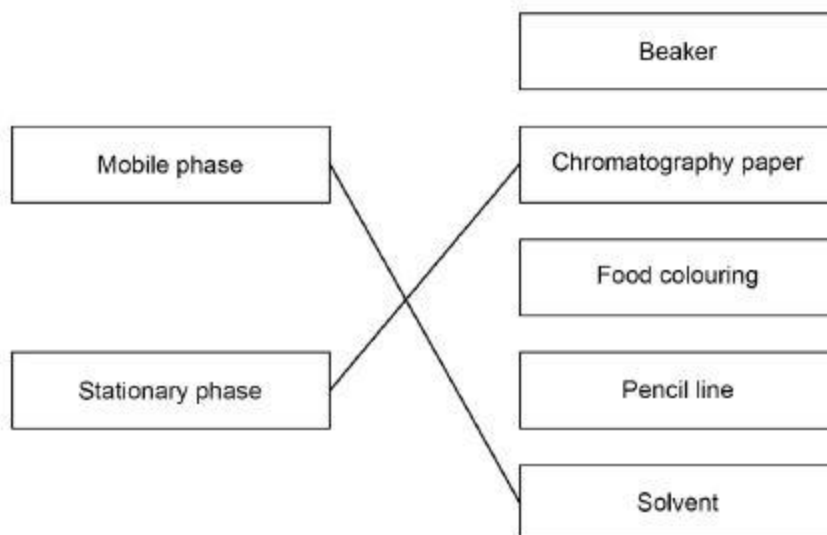 Beaker
Mobile phase
Chromatography paper
Food colouring
Stationary phase
Pencil line
Solvent